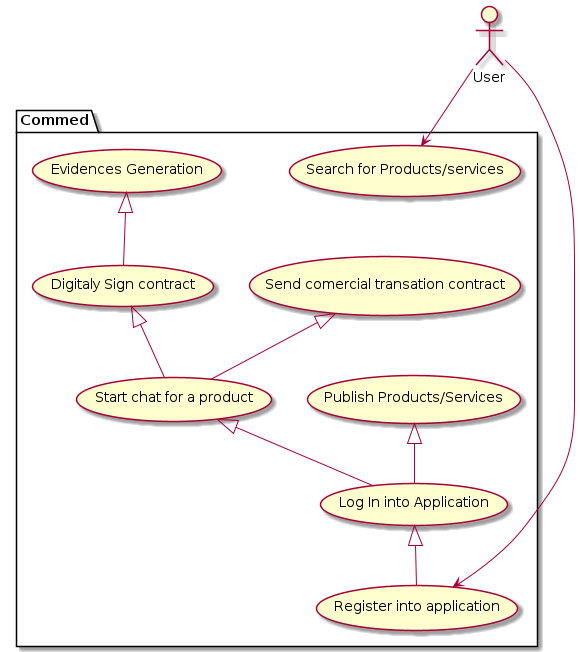 User
Commed
Evidences Generation
Search for Products/services
Digitaly Sign contract
Send comercial transation contract
Start chat for a product
Publish Products/Services
Log In into Application
Register into application